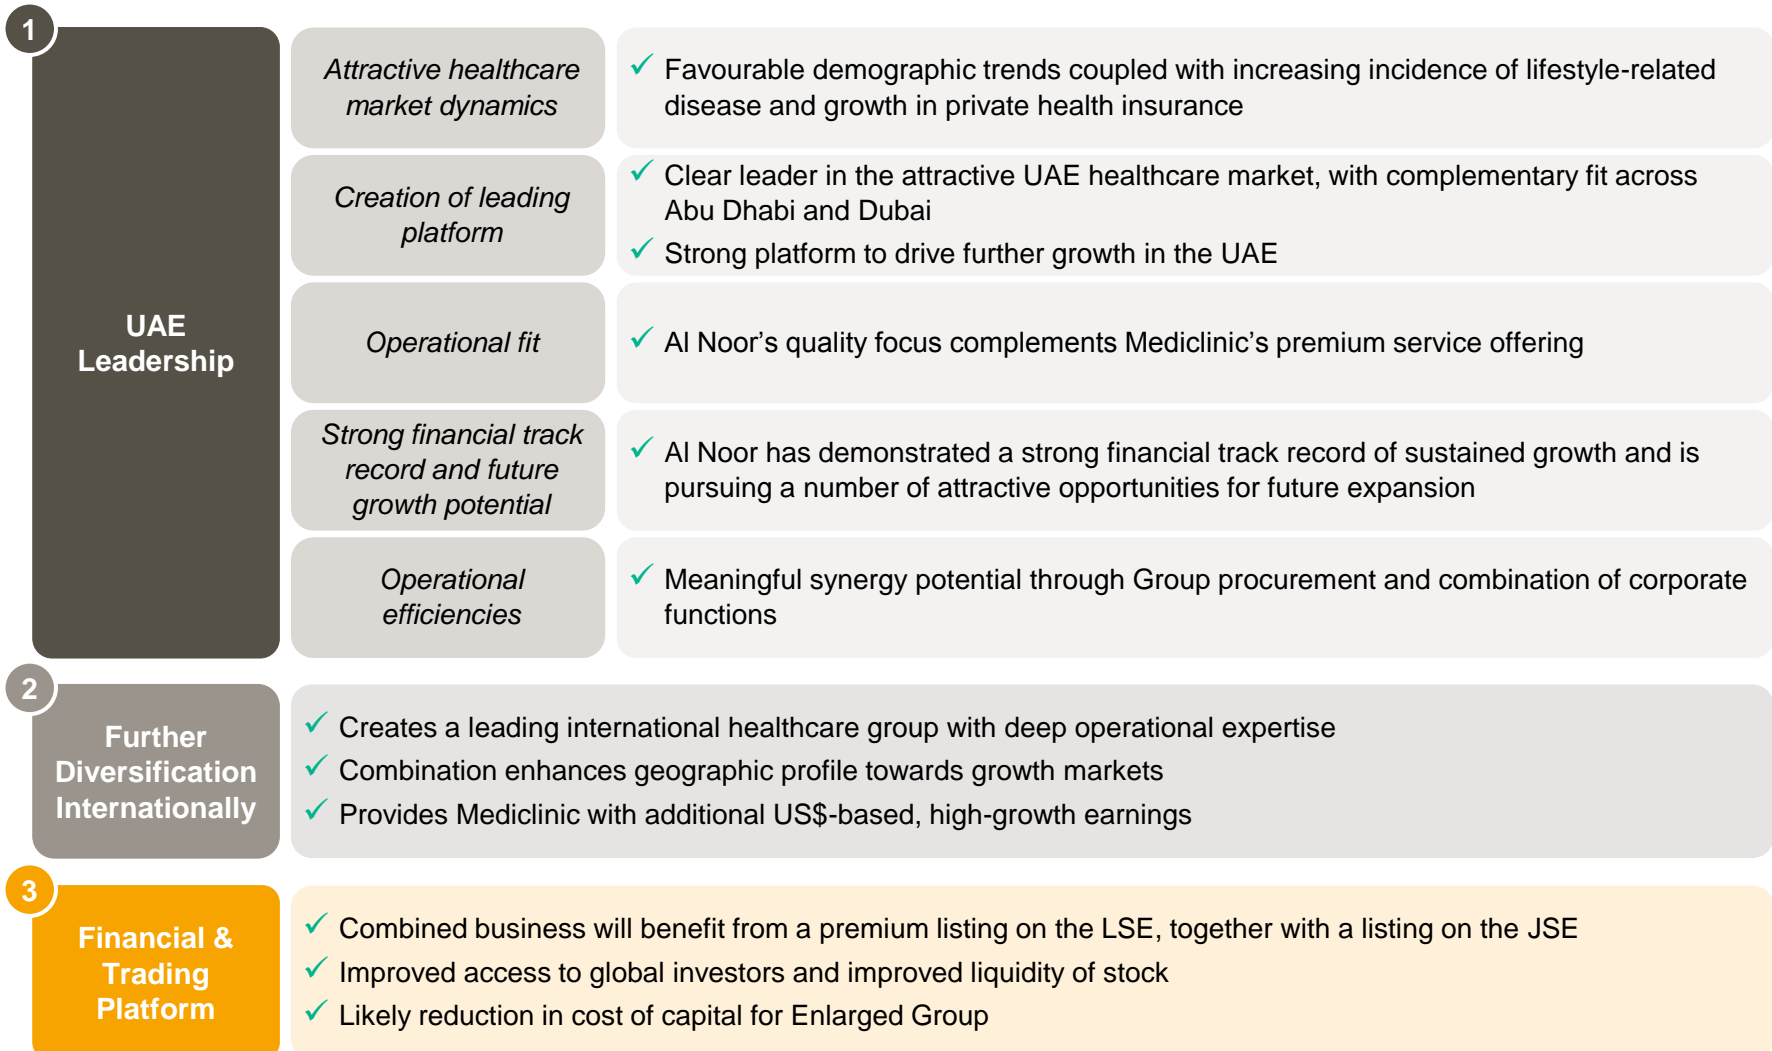 1
UAE
Leadership
Attractive healthcare
market dynamics
✓ Favourable demographic trends coupled with increasing incidence of lifestyle-related
disease and growth in private health insurance
Creation of leading
platform
✓ Clear leader in the attractive UAE healthcare market, with complementary fit across
Abu Dhabi and Dubai
✓ Strong platform to drive further growth in the UAE
Operational fit
✓ Al Noor’s quality focus complements Mediclinic’s premium service offering
Strong financial track
record and future
growth potential
✓ Al Noor has demonstrated a strong financial track record of sustained growth and is
pursuing a number of attractive opportunities for future expansion
Operational
efficiencies
✓ Meaningful synergy potential through Group procurement and combination of corporate
functions
2
Further
Diversification
Internationally
✓ Creates a leading international healthcare group with deep operational expertise
✓ Combination enhances geographic profile towards growth markets
✓ Provides Mediclinic with additional US$-based, high-growth earnings
3
Financial &
Trading
Platform
✓ Combined business will benefit from a premium listing on the LSE, together with a listing on the JSE
✓ Improved access to global investors and improved liquidity of stock
✓ Likely reduction in cost of capital for Enlarged Group